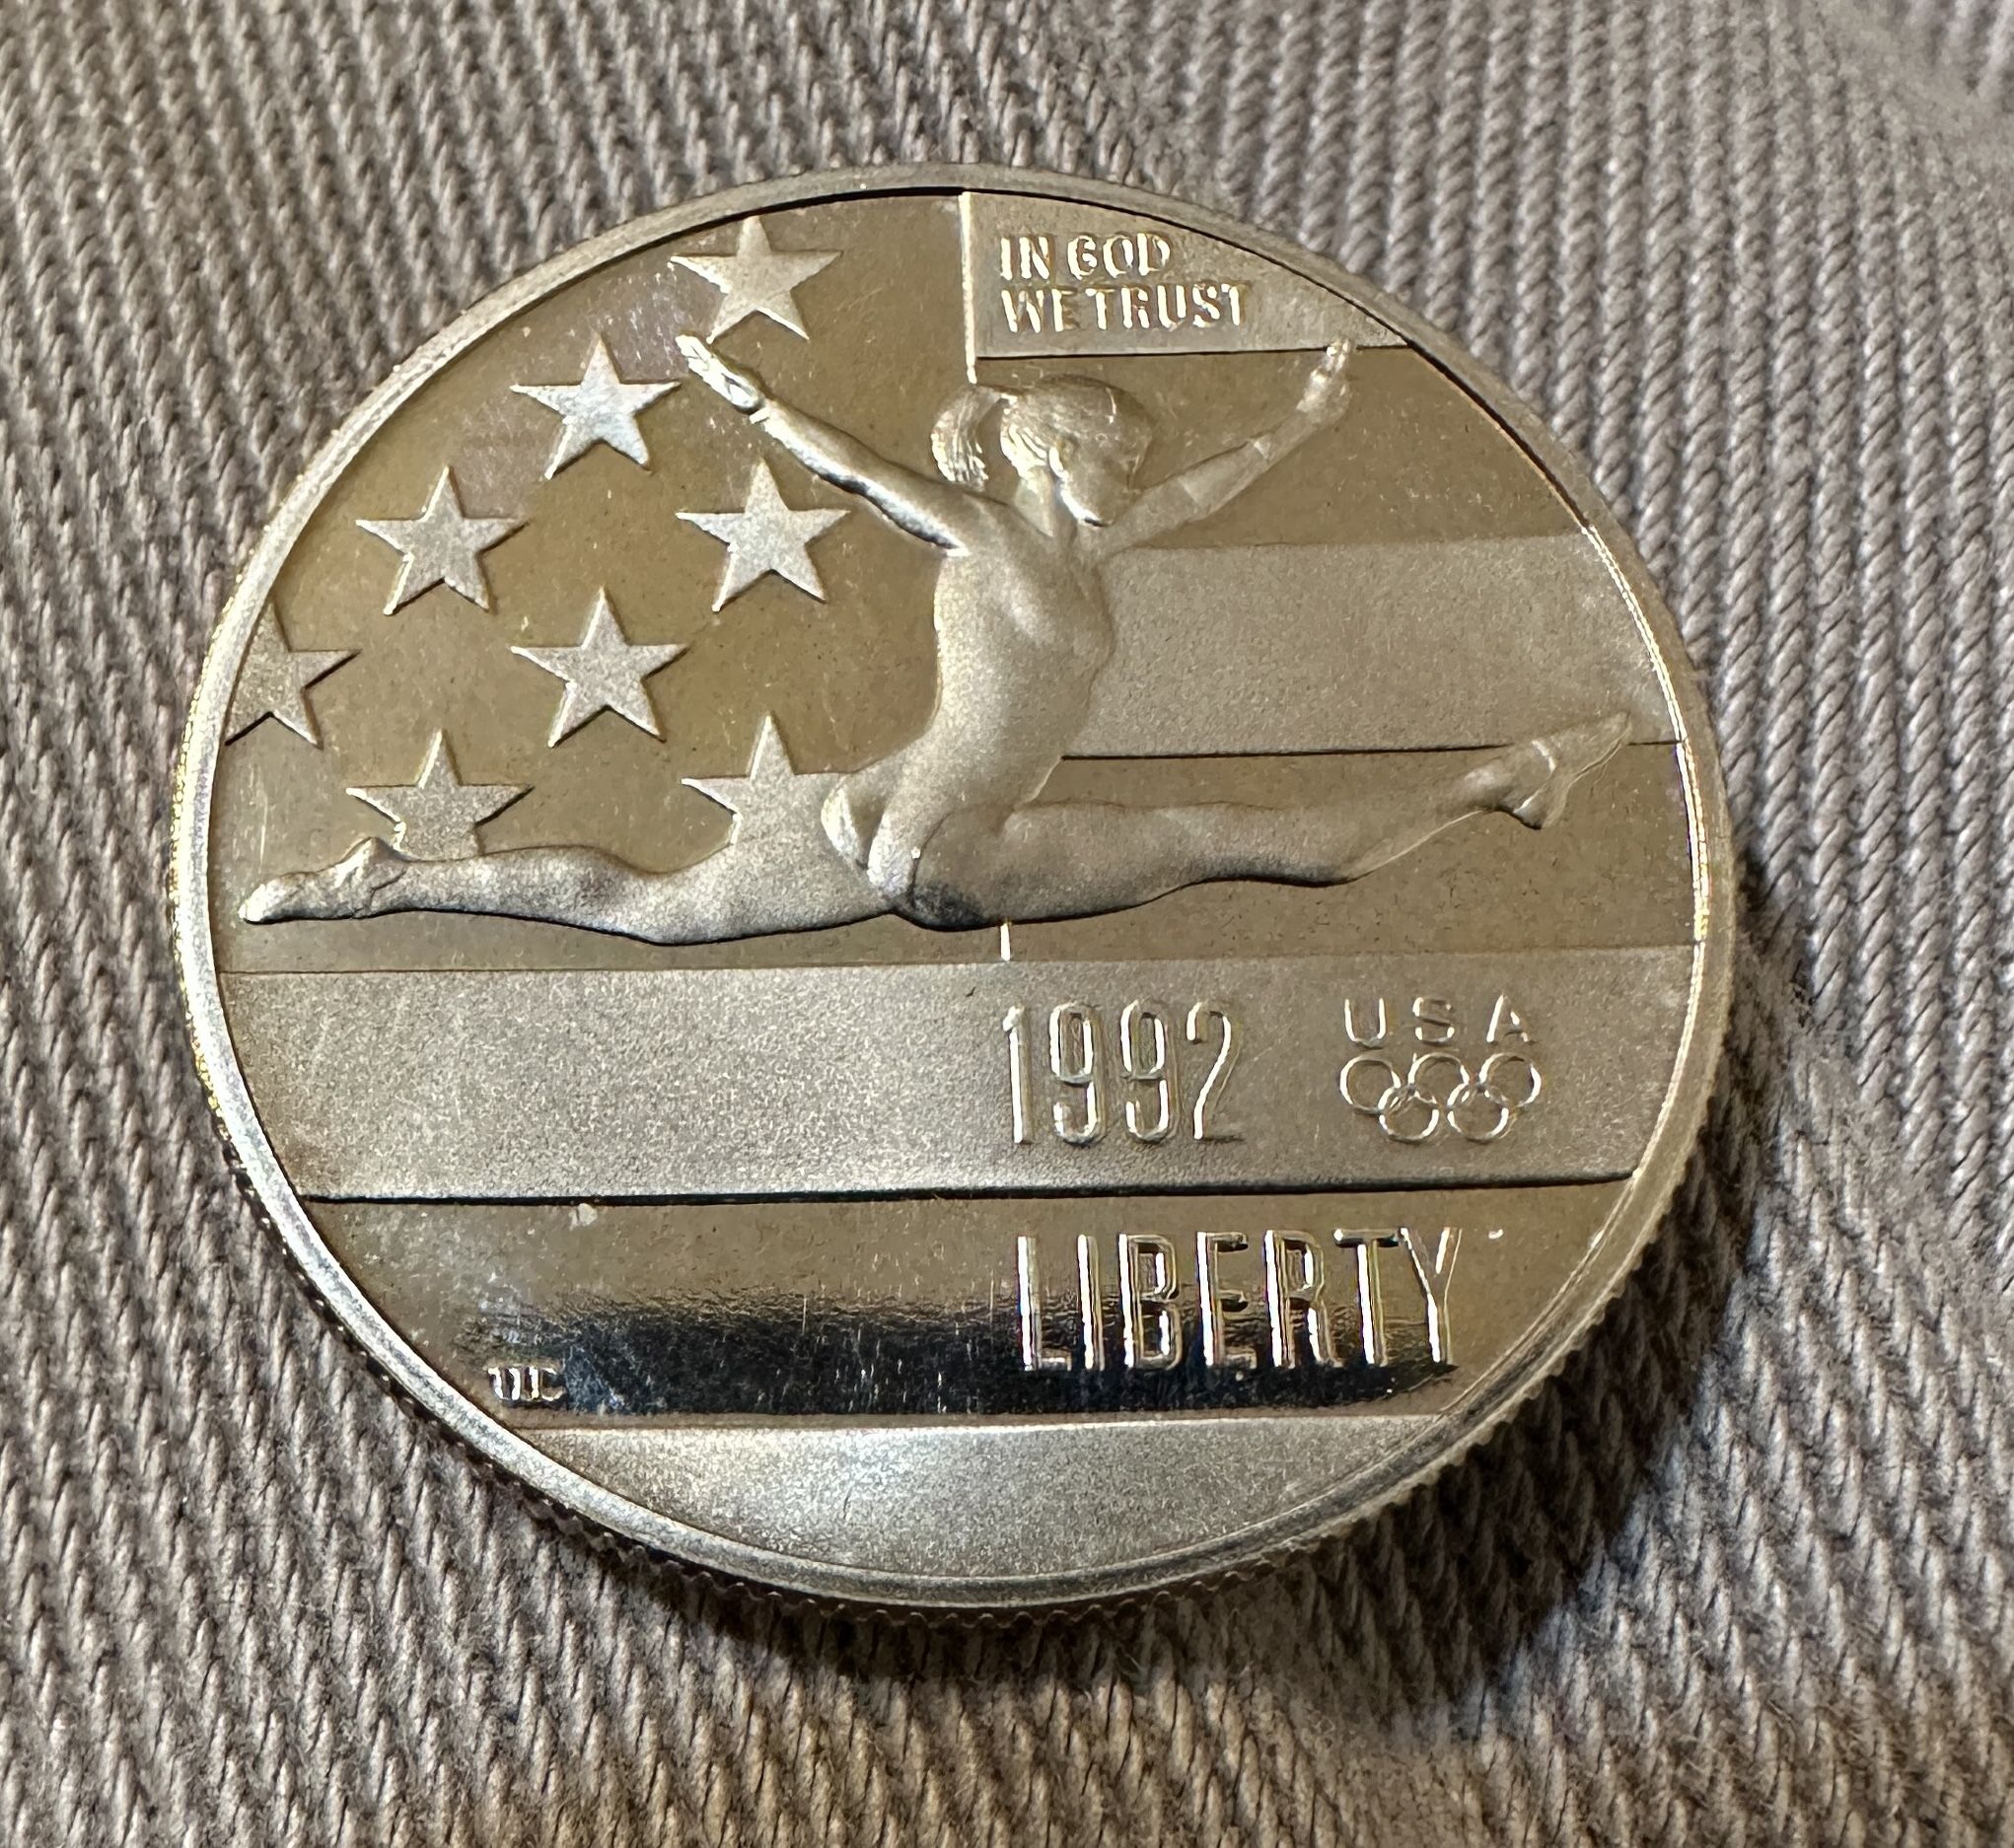 IN GOD
WE TRUST
1992
USA
LIBERTY